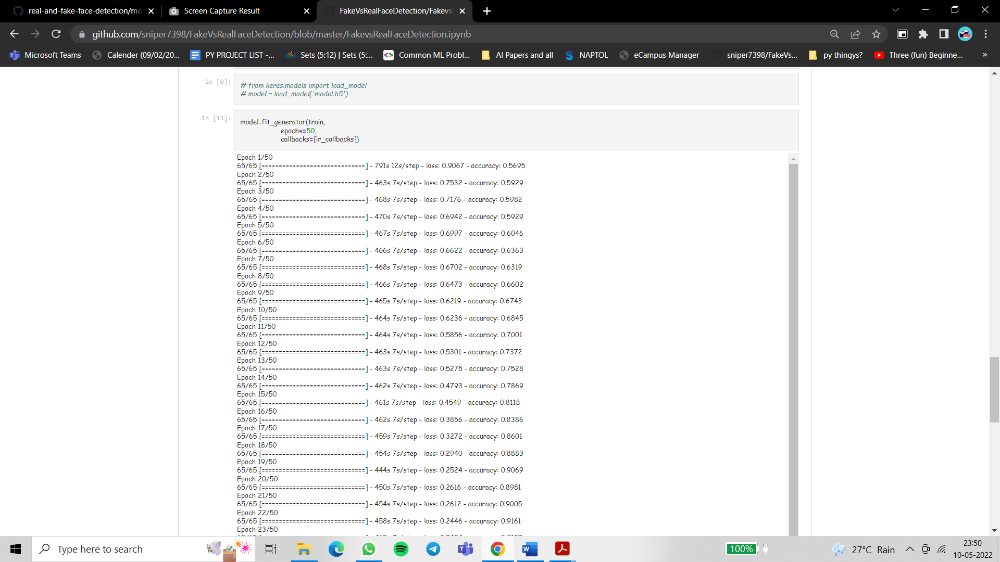 real-and-fake-face-detection/mo
Screen Capture Result
FakeVsRealFaceDetection/Fakevs
github.com/sniper7398/FakeVsRealFaceDetection/blob/master/FakevsRealFaceDetection.ipynb
Microsoft Teams
Calender (09/02/20...
PY PROJECT LIST -...
Sets (5:12) | Sets (5:...
Common ML Probl...
AI Papers and all
NAPTOL
eCampus Manager
sniper7398/FakeVs...
py thingys?
Three (fun) Beginne...
»
In [0]:
# from keras.models import load_model
# model = load_model('model.h5')
In [13]:
model.fit_generator(train,
epochs=50,
callbacks=[lr_callbacks])
Epoch 1/50
65/65 [==============================] - 791s 12s/step - loss: 0.9067 - accuracy: 0.5695
Epoch 2/50
65/65 [==============================] - 463s 7s/step - loss: 0.7532 - accuracy: 0.5929
Epoch 3/50
65/65 [==============================] - 468s 7s/step - loss: 0.7176 - accuracy: 0.5982
Epoch 4/50
65/65 [==============================] - 470s 7s/step - loss: 0.6942 - accuracy: 0.5929
Epoch 5/50
65/65 [==============================] - 467s 7s/step - loss: 0.6997 - accuracy: 0.6046
Epoch 6/50
65/65 [==============================] - 466s 7s/step - loss: 0.6622 - accuracy: 0.6363
Epoch 7/50
65/65 [==============================] - 468s 7s/step - loss: 0.6702 - accuracy: 0.6319
Epoch 8/50
65/65 [==============================] - 466s 7s/step - loss: 0.6473 - accuracy: 0.6602
Epoch 9/50
65/65 [==============================] - 465s 7s/step - loss: 0.6219 - accuracy: 0.6743
Epoch 10/50
65/65 [==============================] - 464s 7s/step - loss: 0.6236 - accuracy: 0.6845
Epoch 11/50
65/65 [==============================] - 464s 7s/step - loss: 0.5856 - accuracy: 0.7001
Epoch 12/50
65/65 [==============================] - 463s 7s/step - loss: 0.5301 - accuracy: 0.7372
Epoch 13/50
65/65 [==============================] - 463s 7s/step - loss: 0.5275 - accuracy: 0.7528
Epoch 14/50
65/65 [==============================] - 462s 7s/step - loss: 0.4793 - accuracy: 0.7869
Epoch 15/50
65/65 [==============================] - 461s 7s/step - loss: 0.4549 - accuracy: 0.8118
Epoch 16/50
65/65 [==============================] - 462s 7s/step - loss: 0.3856 - accuracy: 0.8386
Epoch 17/50
65/65 [==============================] - 459s 7s/step - loss: 0.3272 - accuracy: 0.8601
Epoch 18/50
65/65 [==============================] - 454s 7s/step - loss: 0.2940 - accuracy: 0.8883
Epoch 19/50
65/65 [==============================] - 444s 7s/step - loss: 0.2524 - accuracy: 0.9069
Epoch 20/50
65/65 [==============================] - 450s 7s/step - loss: 0.2616 - accuracy: 0.8981
Epoch 21/50
65/65 [==============================] - 454s 7s/step - loss: 0.2612 - accuracy: 0.9005
Epoch 22/50
65/65 [==============================] - 458s 7s/step - loss: 0.2446 - accuracy: 0.9161
Epoch 23/50
Type here to search
100%
27°C Rain
23:50
10-05-2022